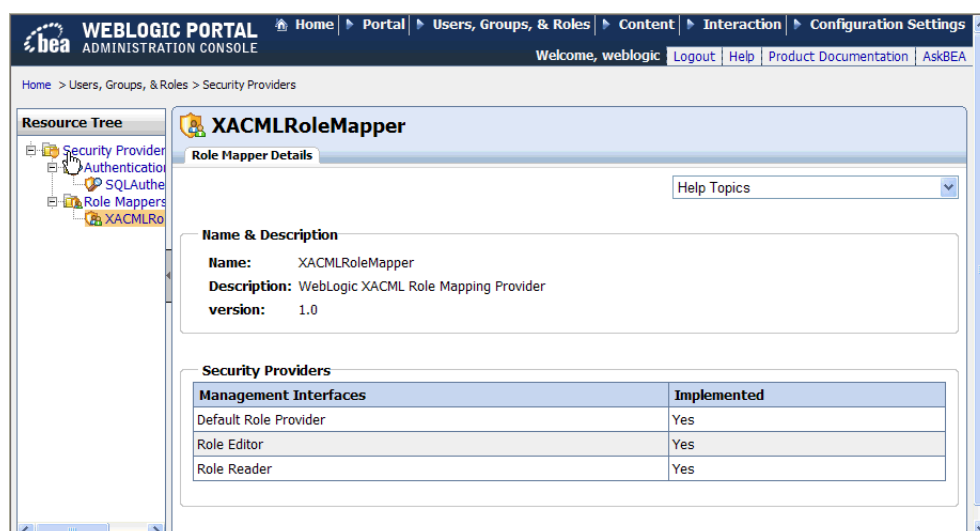 bea WEBLOGIC PORTAL
ADMINISTRATION CONSOLE
Home Portal Users, Groups, & Roles Content Interaction Configuration Settings
Welcome, weblogic Logout Help Product Documentation AskBEA
Home > Users, Groups, & Roles > Security Providers
Resource Tree
Security Provider
Authentication
SQLAuthe
Role Mappers
XACMLRo
XACMLRoleMapper
Role Mapper Details
Help Topics
Name & Description
Name: XACMLRoleMapper
Description: WebLogic XACML Role Mapping Provider
version: 1.0
Security Providers
Management Interfaces Implemented
Default Role Provider Yes
Role Editor Yes
Role Reader Yes